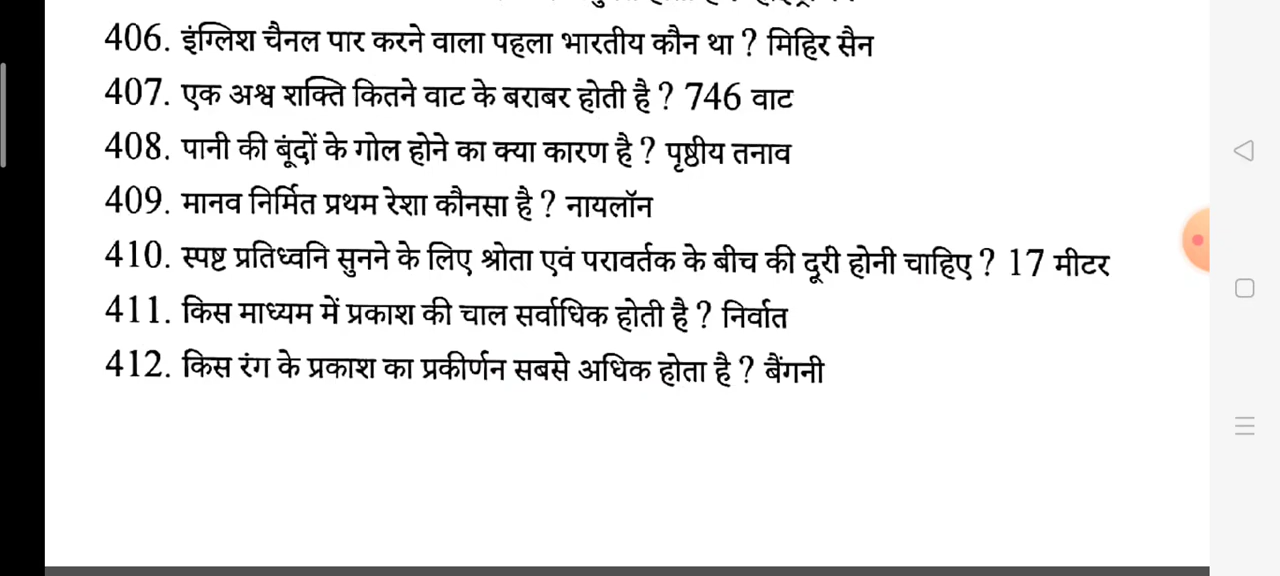 406. इंग्लिश चैनल पार करने वाला पहला भारतीय कौन था ? मिहिर सैन
407. एक अश्व शक्ति कितने वाट के बराबर होती है ? 746 वाट
408. पानी की बूंदों के गोल होने का क्या कारण है ? पृष्ठीय तनाव
409. मानव निर्मित प्रथम रेशा कौनसा है ? नायलॉन
410. स्पष्ट प्रतिध्वनि सुनने के लिए श्रोता एवं परावर्तक के बीच की दूरी होनी चाहिए ? 17 मीटर
411. किस माध्यम में प्रकाश की चाल सर्वाधिक होती है ? निर्वात
412. किस रंग के प्रकाश का प्रकीर्णन सबसे अधिक होता है ? बैंगनी